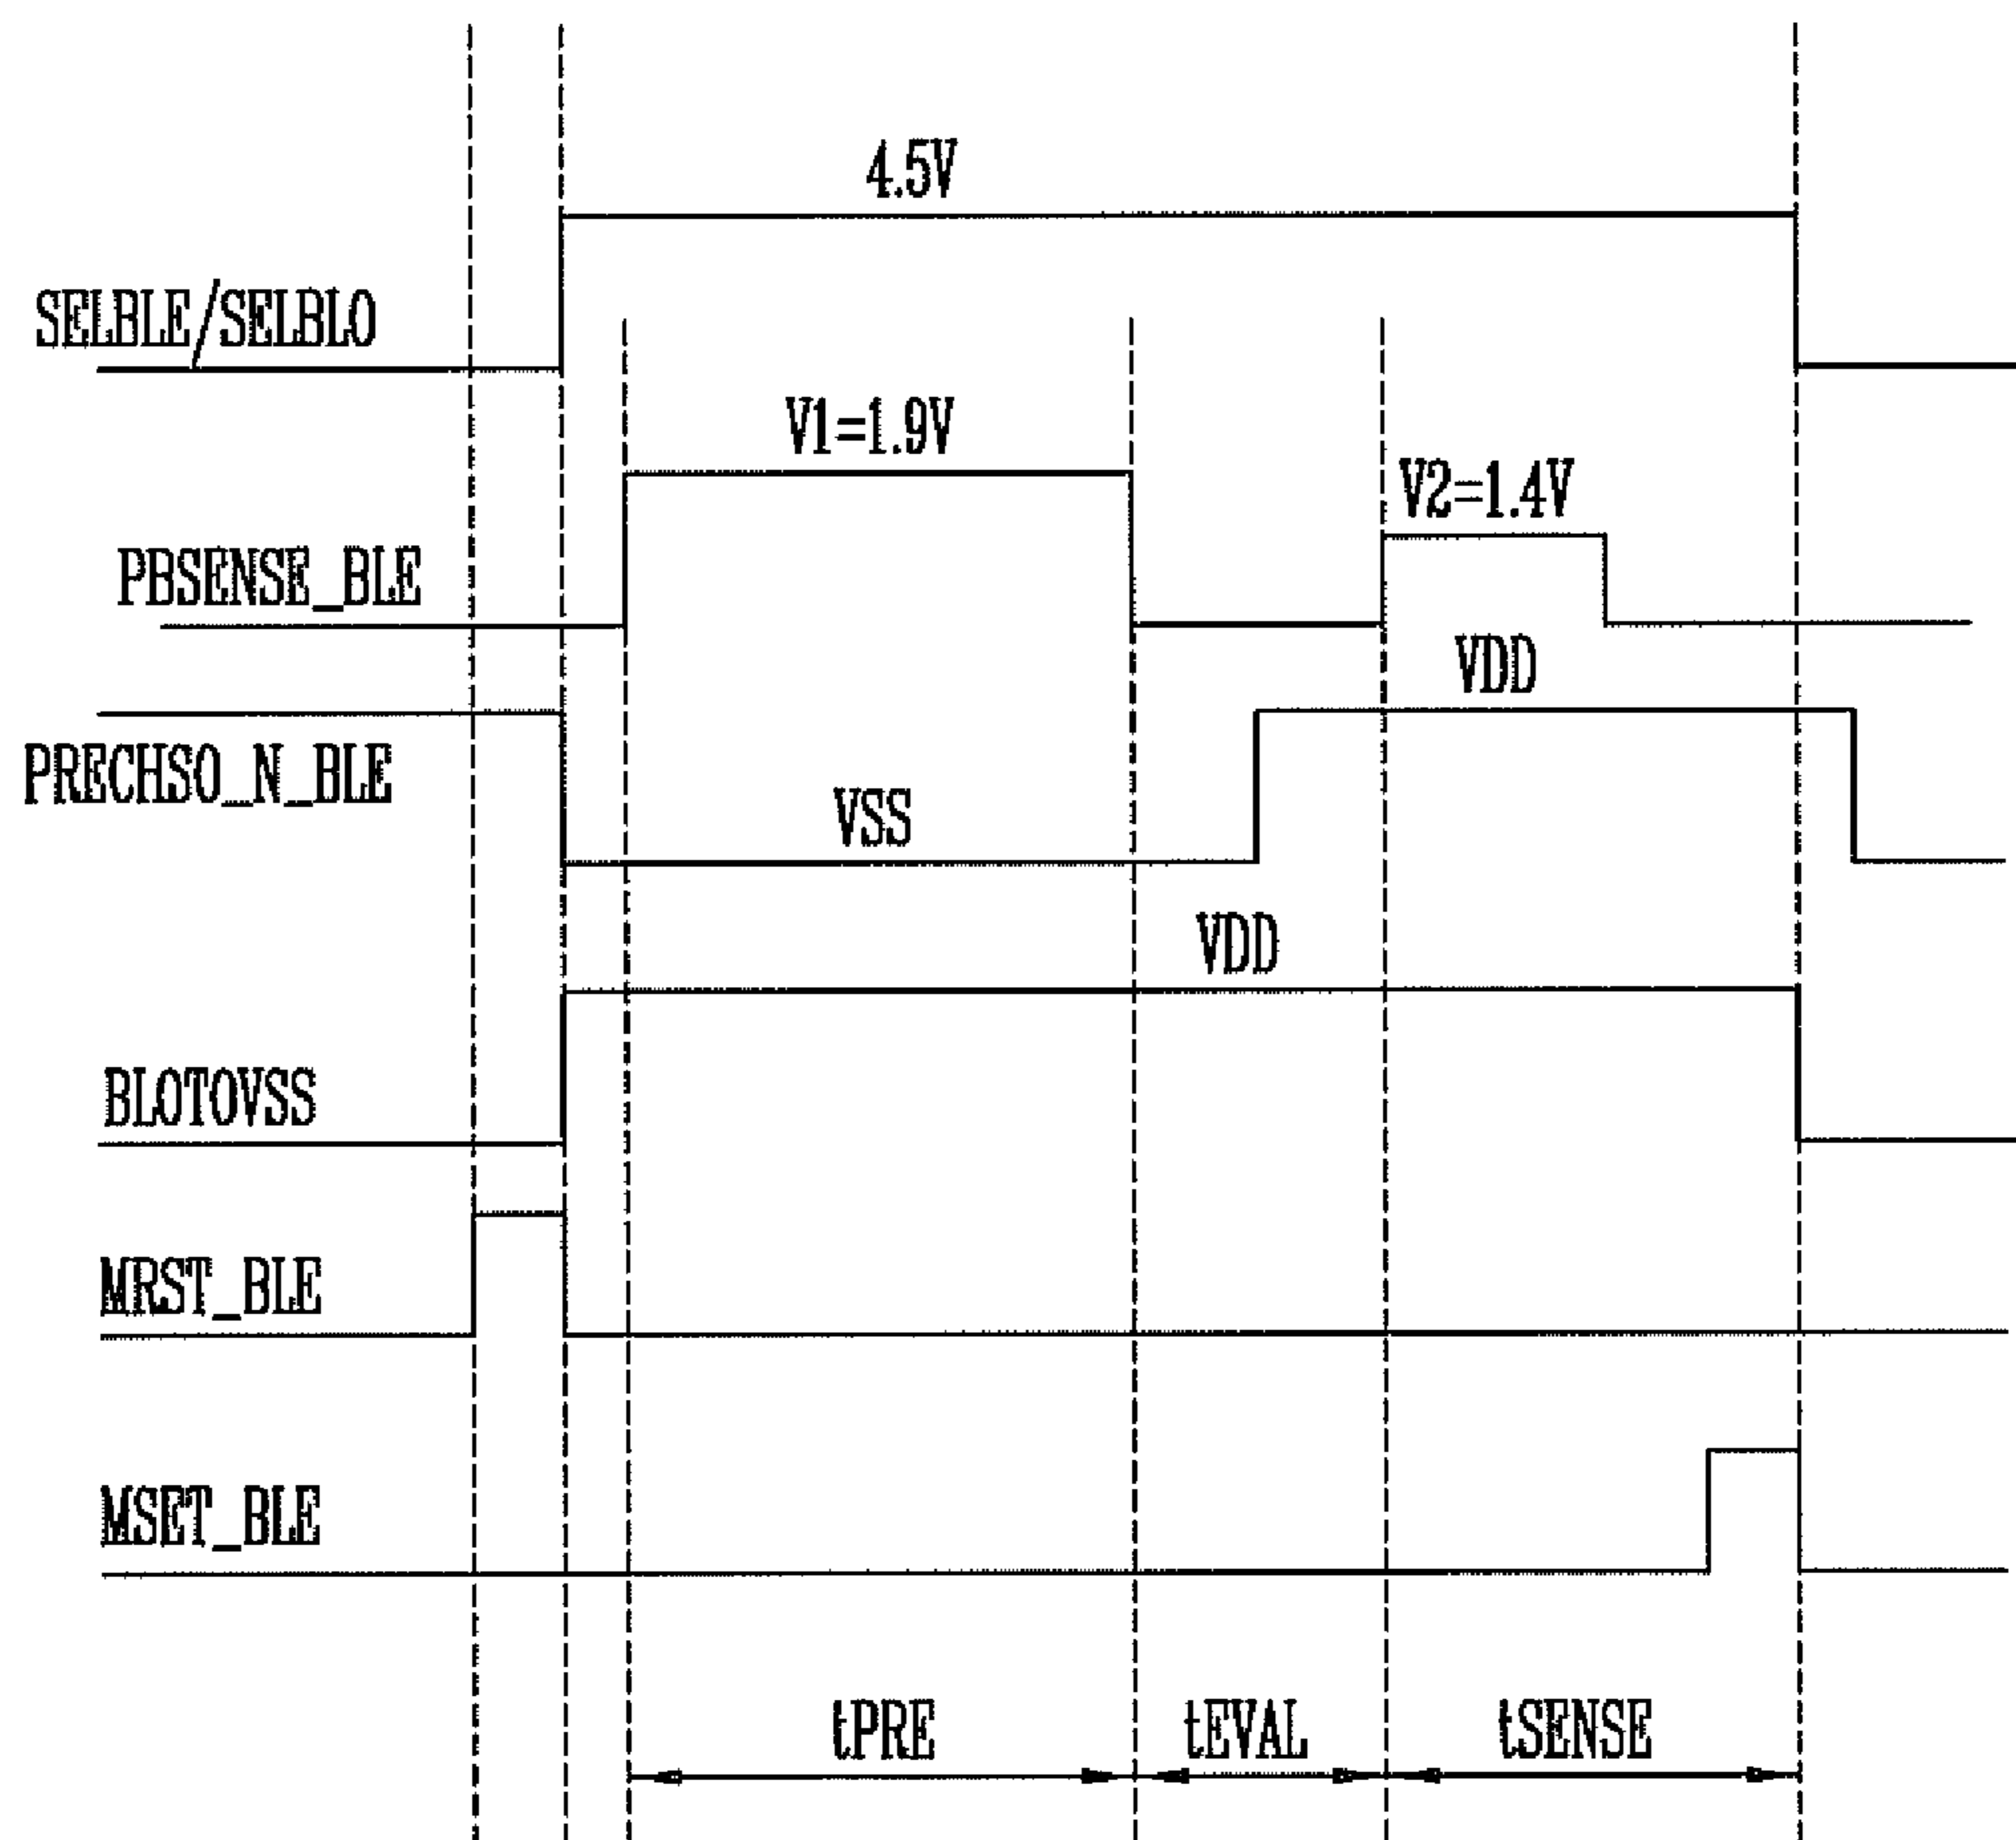 4.5V
SELBLE/SELBLO
V1=1.9V
V2=1.4V
PBSENSE_BLE
VDD
PRECHSO_N_BLE
VSS
VDD
BLOTOVSS
MRST_BLE
MSET_BLE
tPRE
tEVAL
tSENSE